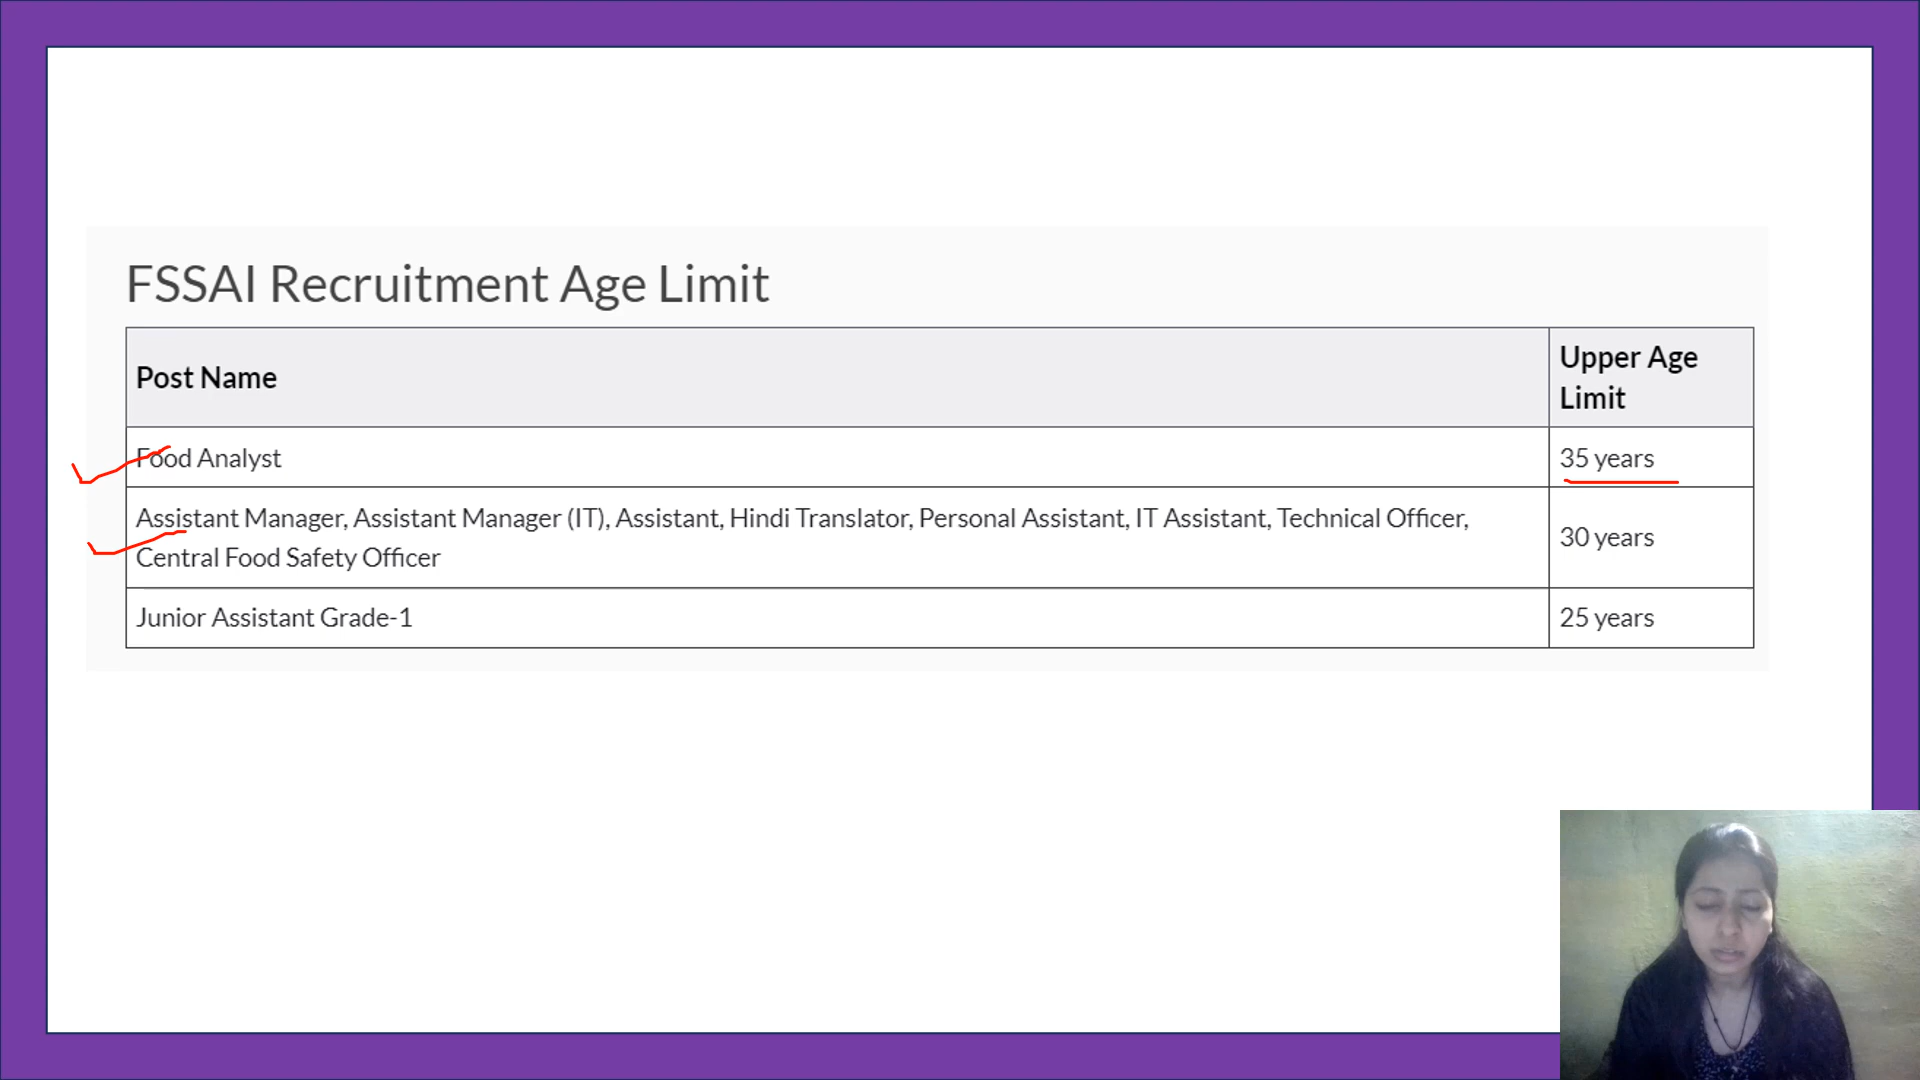 FSSAI Recruitment Age Limit
Post Name
Upper Age
Limit
Food Analyst
35 years
Assistant Manager, Assistant Manager (IT), Assistant, Hindi Translator, Personal Assistant, IT Assistant, Technical Officer,
Central Food Safety Officer
30 years
Junior Assistant Grade-1
25 years